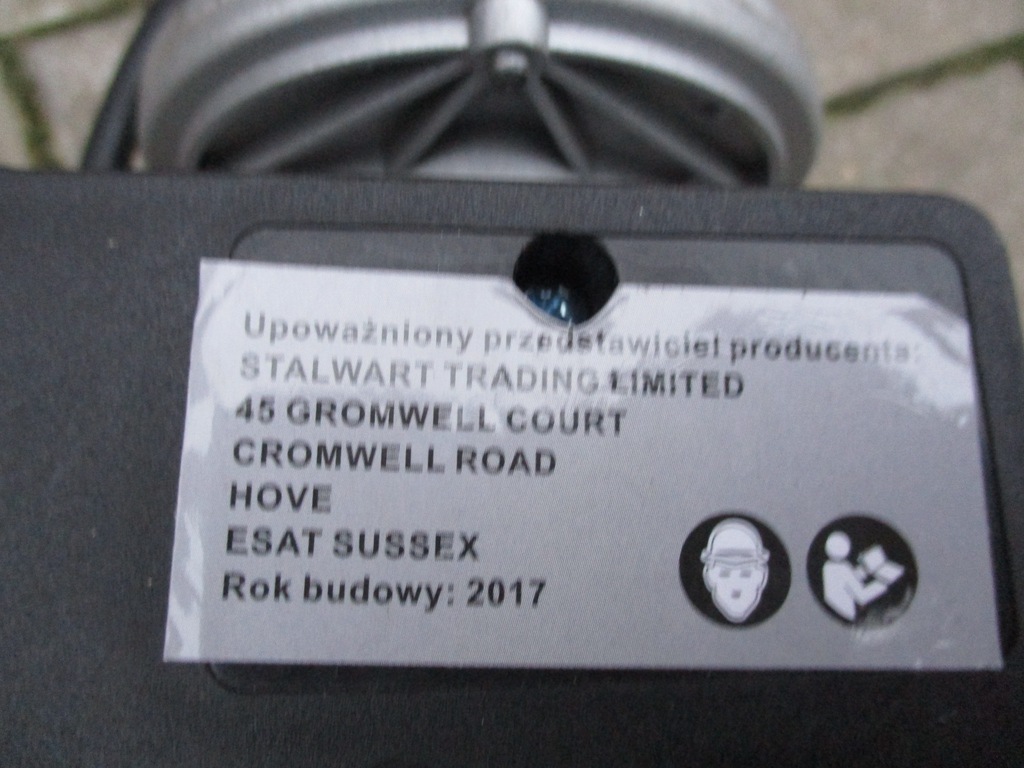 Upoważniony przedstawiciel producenta:
STALWART TRADING LIMITED
45 GROMWELL COURT
CROMWELL ROAD
HOVE
ESAT SUSSEX
Rok budowy: 2017